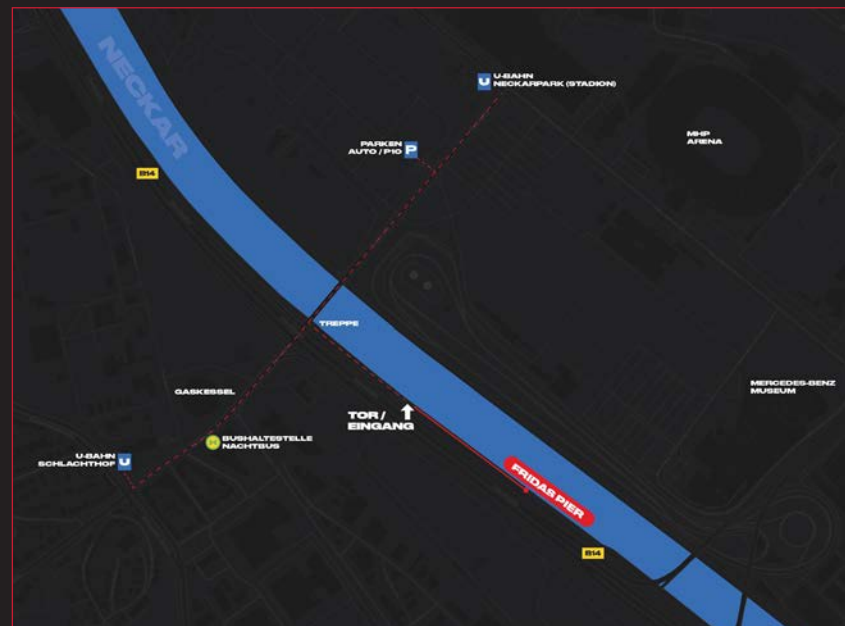 NECKAR
U
U-BAHN
NECKARPARK (STADION)
PARKEN
AUTO / P10
P
MHP
ARENA
B14
TREPPE
GASKESSEL
MERCEDES-BENZ
MUSEUM
TOR /
EINGANG
H
BUSHALTESTELLE
NACHTBUS
U-BAHN
SCHLACHTHOF
U
FRIDAS PIER
B14